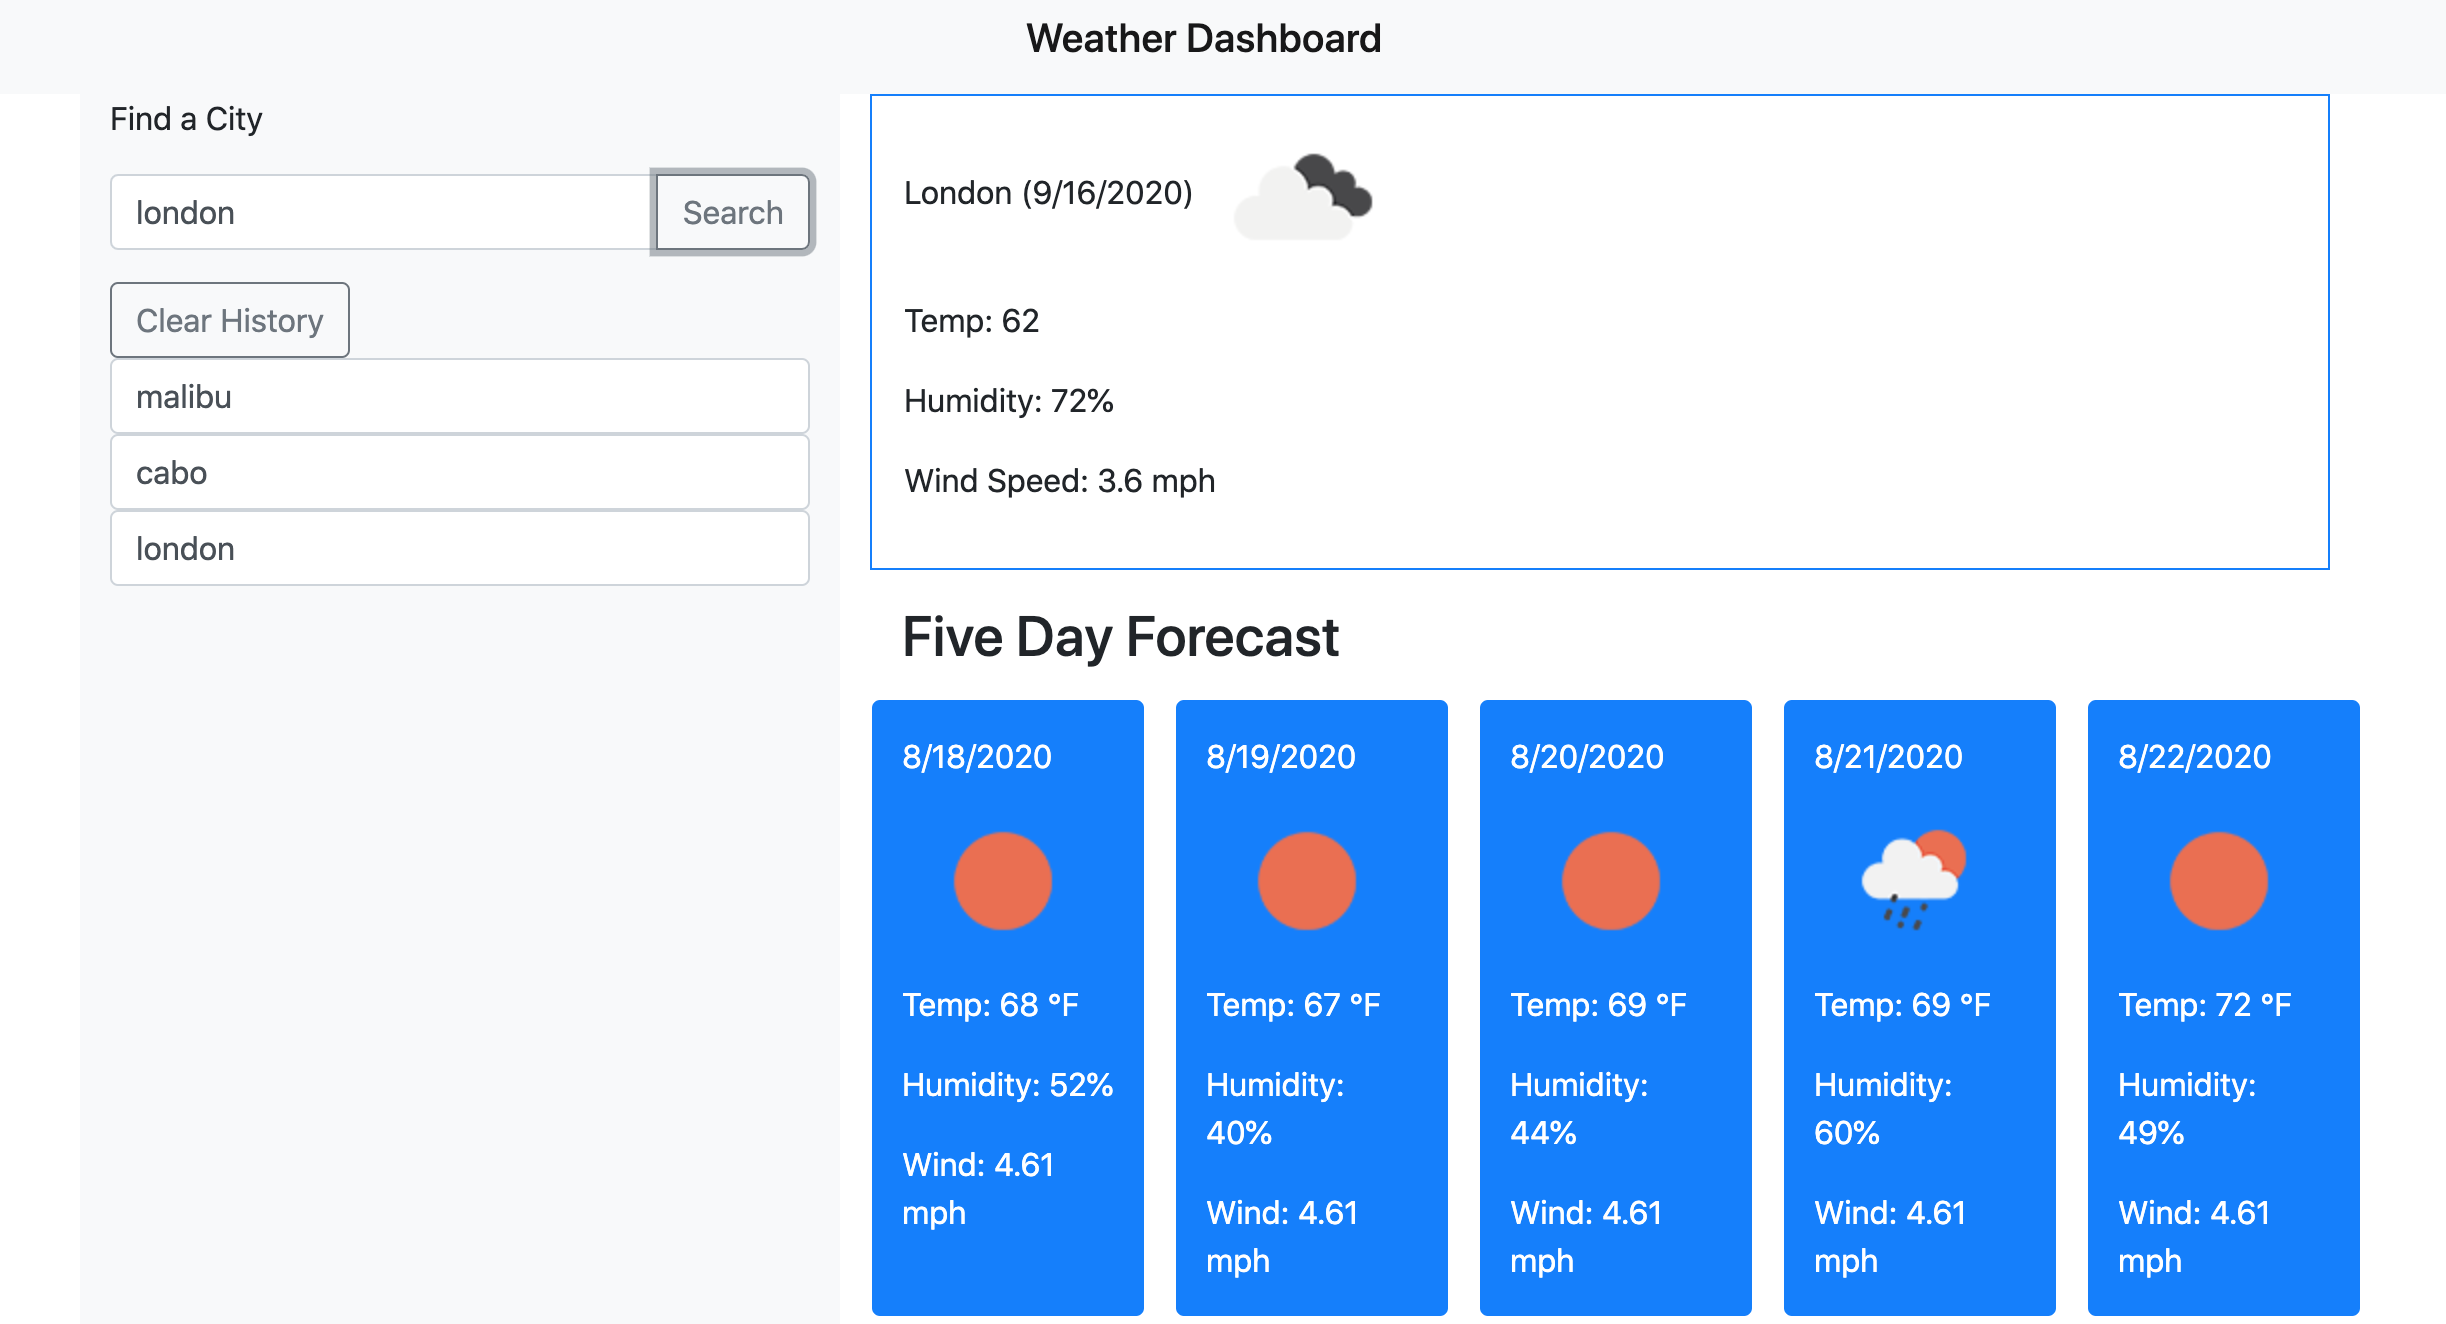 Weather Dashboard
Find a City
london
Search
Clear History
malibu
cabo
london
London (9/16/2020)
Temp: 62
Humidity: 72%
Wind Speed: 3.6 mph
Five Day Forecast
8/18/2020
Temp: 68 °F
Humidity: 52%
Wind: 4.61
mph
8/19/2020
Temp: 67 °F
Humidity:
40%
Wind: 4.61
mph
8/20/2020
Temp: 69 °F
Humidity:
44%
Wind: 4.61
mph
8/21/2020
Temp: 69 °F
Humidity:
60%
Wind: 4.61
mph
8/22/2020
Temp: 72 °F
Humidity:
49%
Wind: 4.61
mph